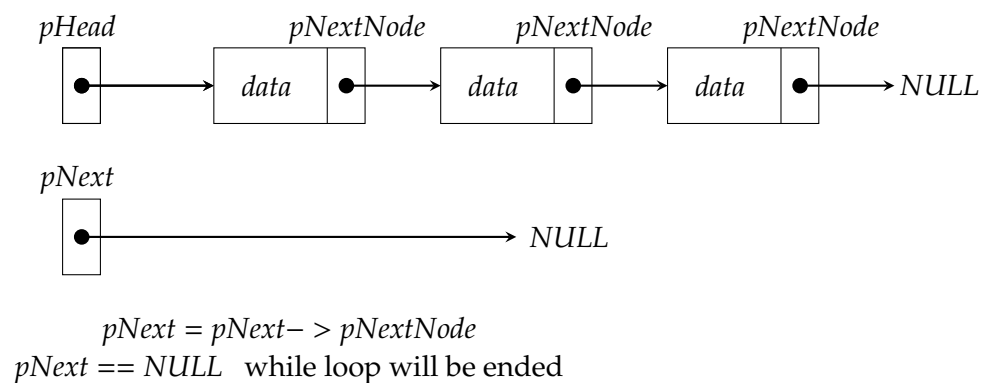 pHead pNextNode pNextNode pNextNode
data data data NULL
pNext
NULL
pNext = pNext− > pNextNode
pNext == NULL while loop will be ended